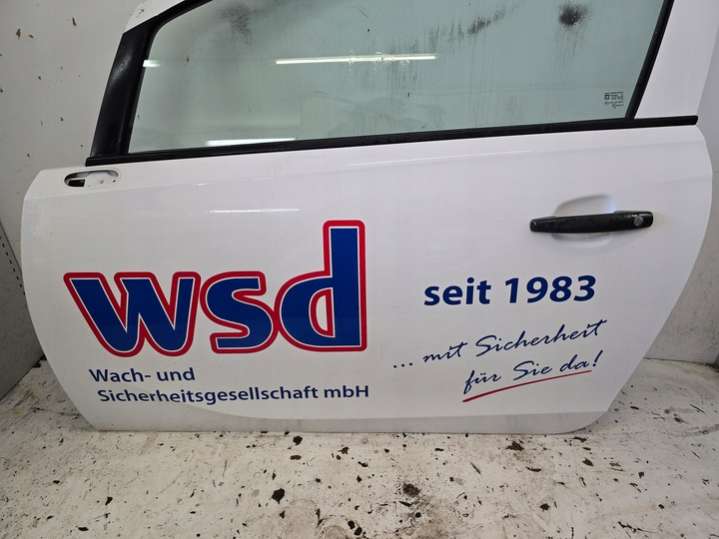 wsd
Wach- und
Sicherheitsgesellschaft mbH
seit 1983
... mit Sicherheit
für Sie da!